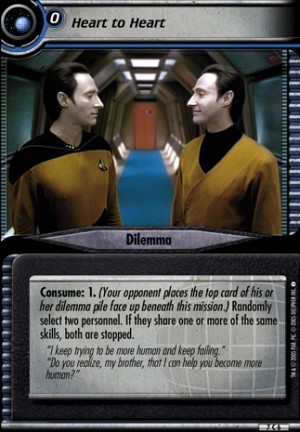 0 Heart to Heart
Dilemma
Consume: 1. (Your opponent places the top card of his or
her dilemma pile face up beneath this mission.) Randomly
select two personnel. If they share one or more of the same
skills, both are stopped.
"I keep trying to be more human and keep failing."
"Do you realize, my brother, that I can help you become more
human?"
7 C 6